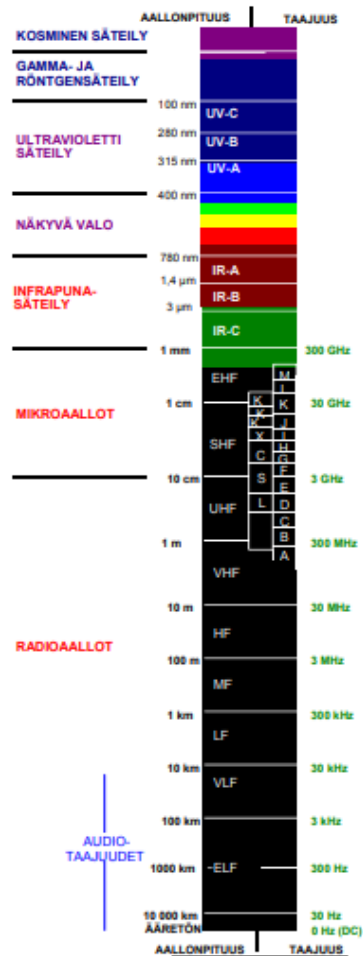 AALLONPITUUS TAAJUUS
KOSMINEN SÄTEILY
GAMMA- JA
RÖNTGENSÄTEILY
100 nm
UV-C
280 nm
ULTRAVIOLETTI
SÄTEILY
UV-B
315 nm
UV-A
400 nm
NÄKYVÄ VALO
780 nm
IR-A
1,4 µm
INFRAPUNA-
SÄTEILY
IR-B
3 µm
IR-C
1 mm 300 GHz
EHF
M
L
K
K
1 cm 30 GHz
K
K
J
X
I
MIKROAALLOT
SHF
H
C
G
F
10 cm
S
3 GHz
E
UHF
L
D
C
B
1 m 300 MHz
A
VHF
10 m 30 MHz
HF
RADIOAALLOT
100 m 3 MHz
MF
1 km 300 kHz
LF
10 km 30 kHz
VLF
100 km 3 kHz
AUDIO-
TAAJUUDET
1000 km
-ELF
300 Hz
10 000 km 30 Hz
ÄÄRETÖN 0 Hz (DC)
AALLONPITUUS TAAJUUS